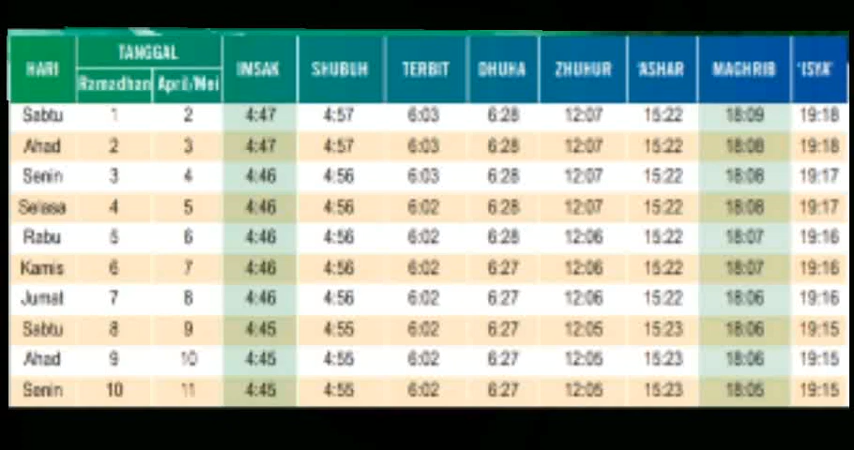 HARI TANGGAL IMSAK SHUBUH TERBIT DHUHA ZHUHUR 'ASHAR MAGHRIB 'ISYA'
Ramadhan April/Mei
Sabtu 1 2 4:47 4:57 6:03 6:28 12:07 15:22 18:09 19:18
Ahad 2 3 4:47 4:57 6:03 6:28 12:07 15:22 18:08 19:18
Senin 3 4 4:46 4:56 6:03 6:28 12:07 15:22 18:08 19:17
Selasa 4 5 4:46 4:56 6:02 6:28 12:07 15:22 18:08 19:17
Rabu 5 6 4:46 4:56 6:02 6:28 12:06 15:22 18:07 19:16
Kamis 6 7 4:46 4:56 6:02 6:27 12:06 15:22 18:07 19:16
Jumat 7 8 4:46 4:56 6:02 6:27 12:06 15:22 18:06 19:16
Sabtu 8 9 4:45 4:55 6:02 6:27 12:05 15:23 18:06 19:15
Ahad 9 10 4:45 4:55 6:02 6:27 12:05 15:23 18:06 19:15
Senin 10 11 4:45 4:55 6:02 6:27 12:05 15:23 18:05 19:15